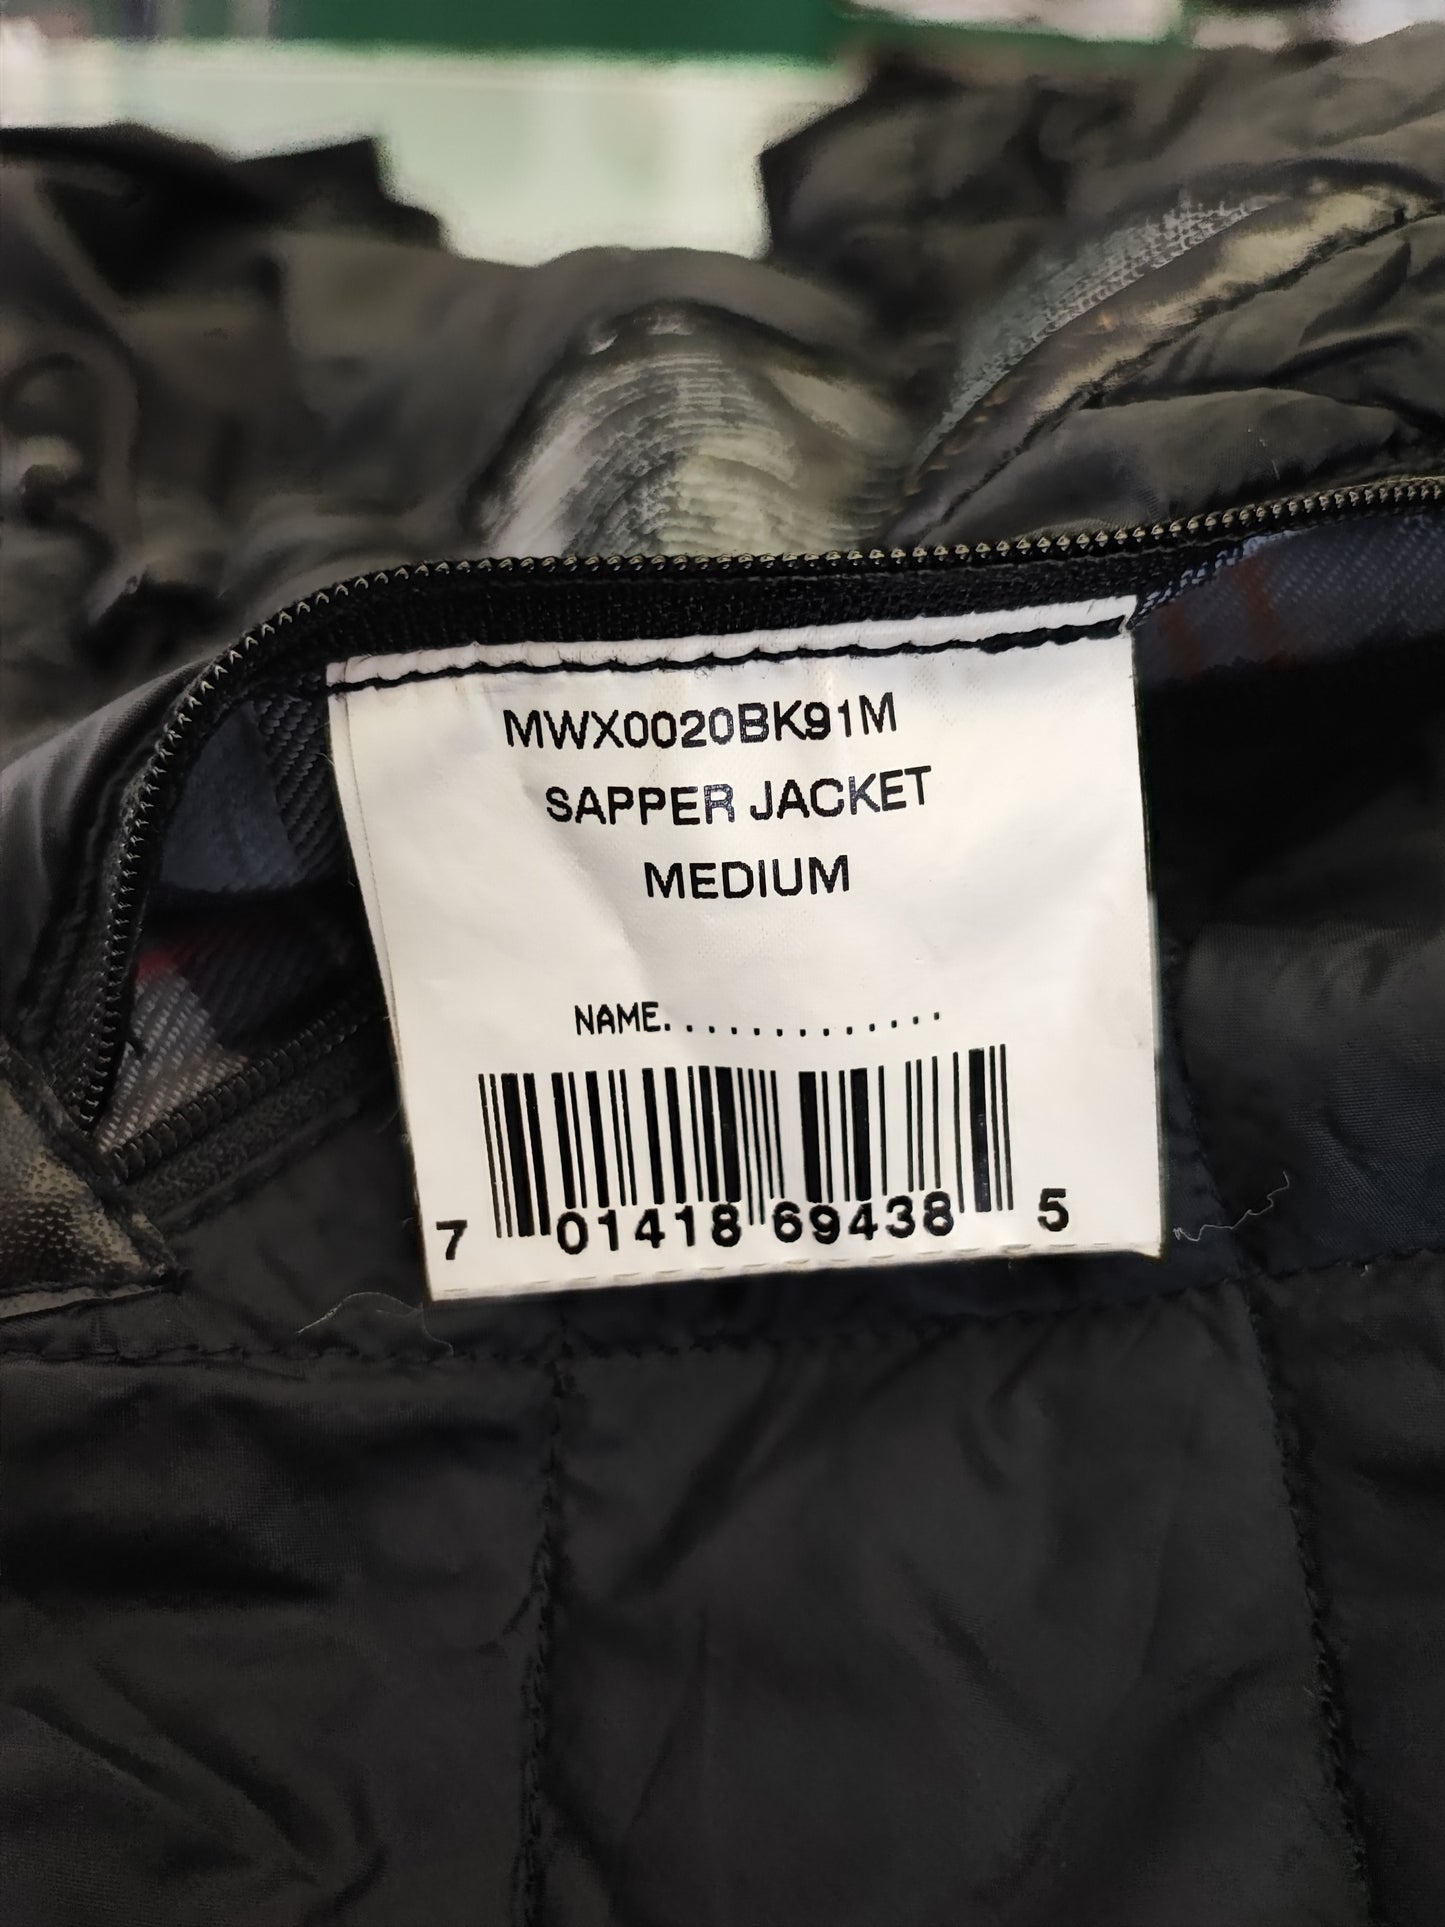 MWX0020BK91M
SAPPER JACKET
MEDIUM
NAME..............
7 01418 69438 5